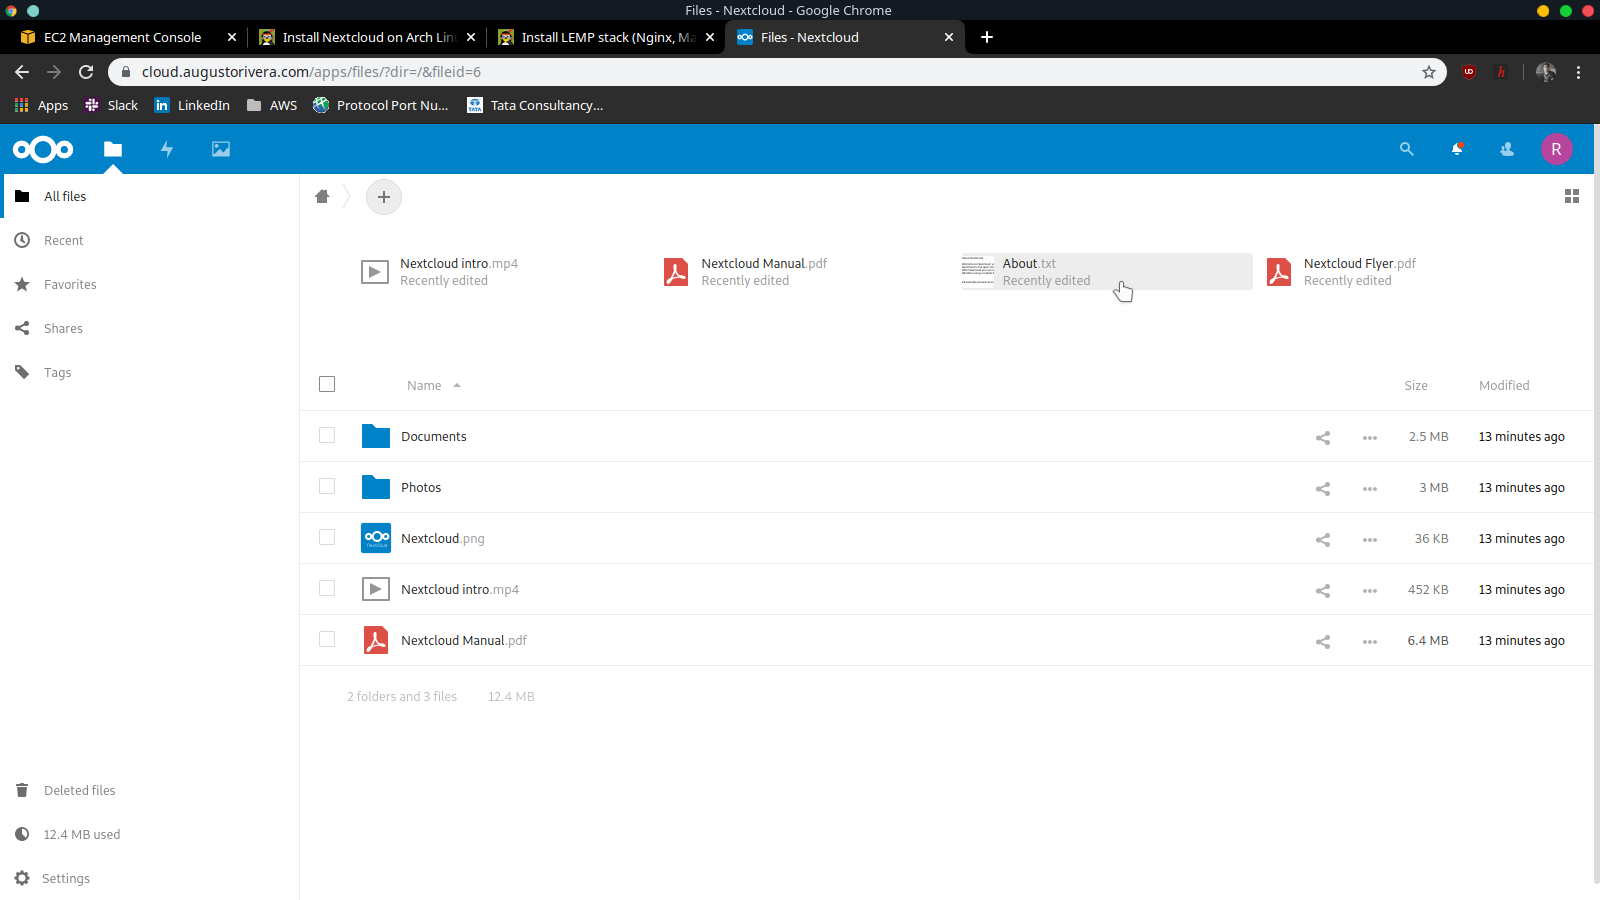 Files - Nextcloud - Google Chrome
EC2 Management Console
Install Nextcloud on Arch Lin
Install LEMP stack (Nginx, Ma
Files - Nextcloud
cloud.augustorivera.com/apps/files/?dir=/&fileid=6
Apps
Slack
LinkedIn
AWS
Protocol Port Nu...
Tata Consultancy...
R
All files
Recent
Favorites
Shares
Tags
Nextcloud intro.mp4
Recently edited
Nextcloud Manual.pdf
Recently edited
About.txt
Recently edited
Nextcloud Flyer.pdf
Recently edited
Name
Size
Modified
Documents
2.5 MB
13 minutes ago
Photos
3 MB
13 minutes ago
Nextcloud.png
36 KB
13 minutes ago
Nextcloud intro.mp4
452 KB
13 minutes ago
Nextcloud Manual.pdf
6.4 MB
13 minutes ago
2 folders and 3 files
12.4 MB
Deleted files
12.4 MB used
Settings